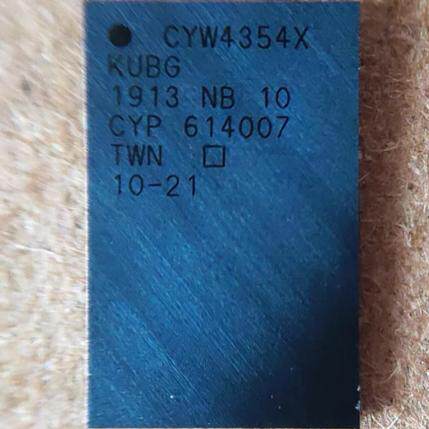 CYW4354X
KUBG
1913 NB 10
CYP 614007
TWN
10-21